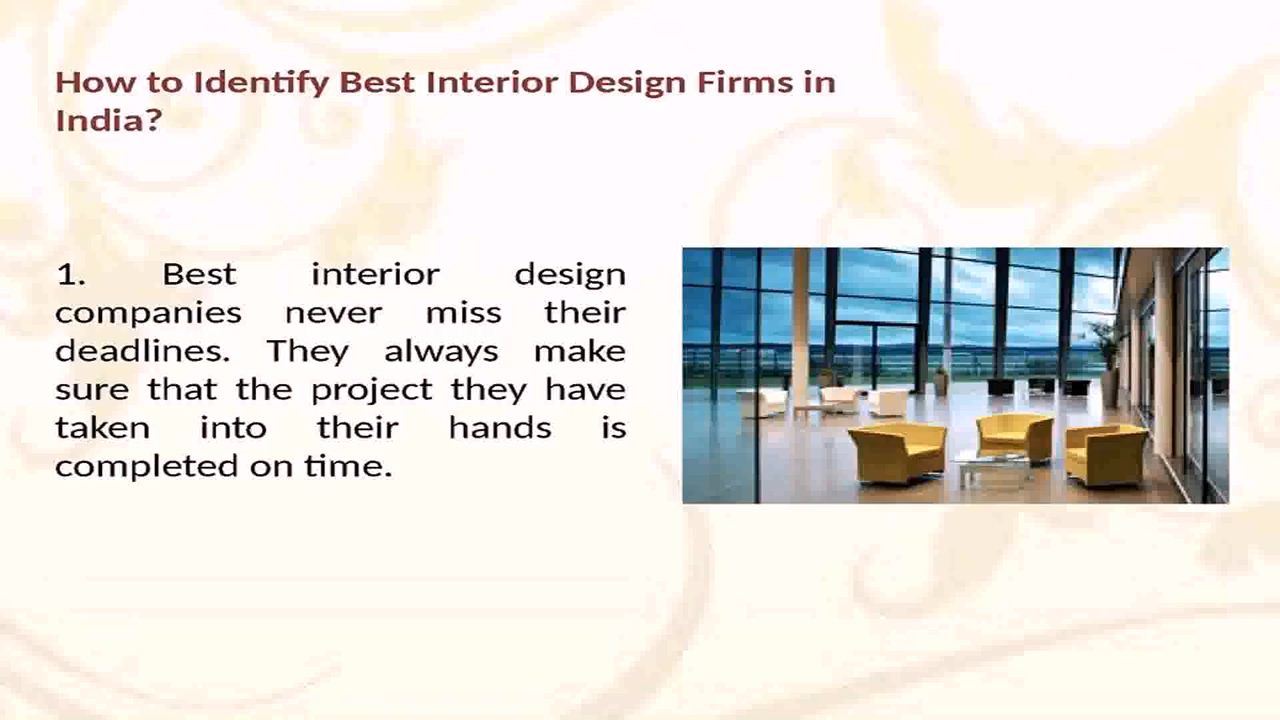 How to Identify Best Interior Design Firms in
India?
1. Best interior design
companies never miss their
deadlines. They always make
sure that the project they have
taken into their hands is
completed on time.